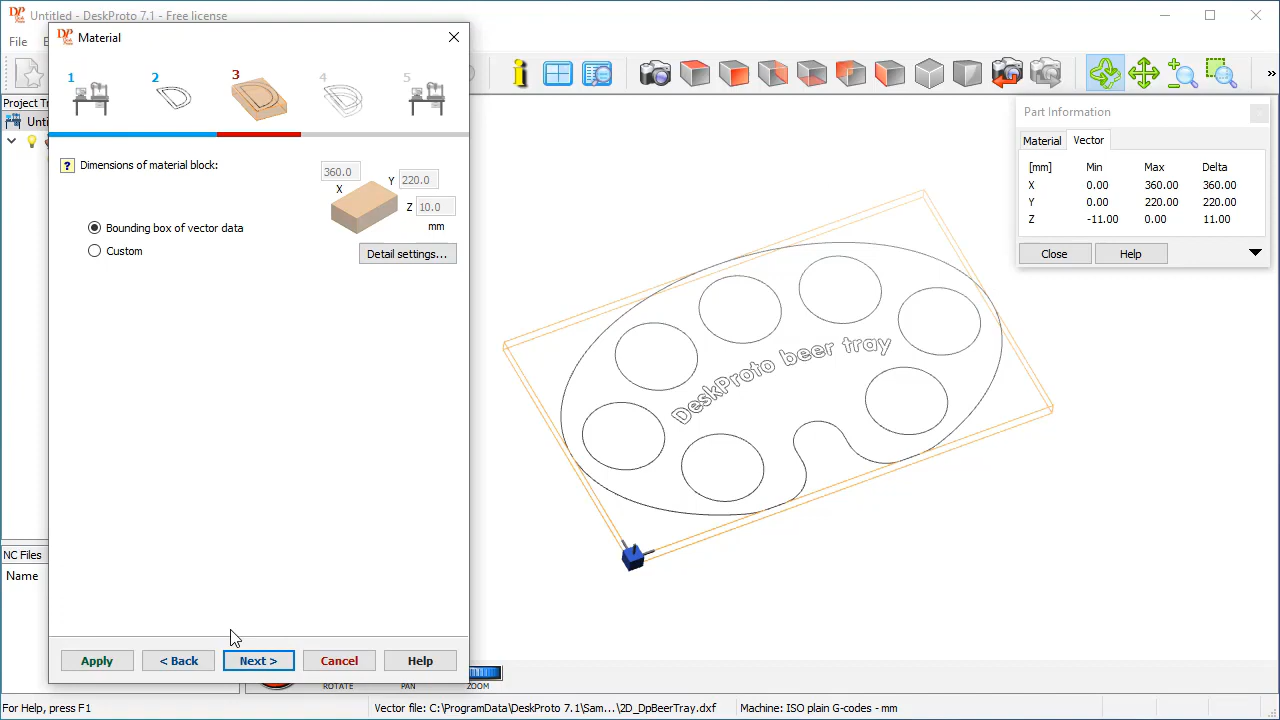 Untitled - DeskProto 7.1 - Free license
File
Material
1
2
3
4
5
Project Tr
Dimensions of material block:
360.0
X
Y
220.0
Z
10.0
mm
Bounding box of vector data
Custom
Detail settings...
Part Information
Material
Vector
[mm] Min Max Delta
X 0.00 360.00 360.00
Y 0.00 220.00 220.00
Z -11.00 0.00 11.00
Close
Help
DeskProto beer tray
NC Files
Name
Apply
< Back
Next >
Cancel
Help
ROTATE
PAN
ZOOM
For Help, press F1
Vector file: C:\ProgramData\DeskProto 7.1\Sam...\2D_DpBeerTray.dxf
Machine: ISO plain G-codes - mm